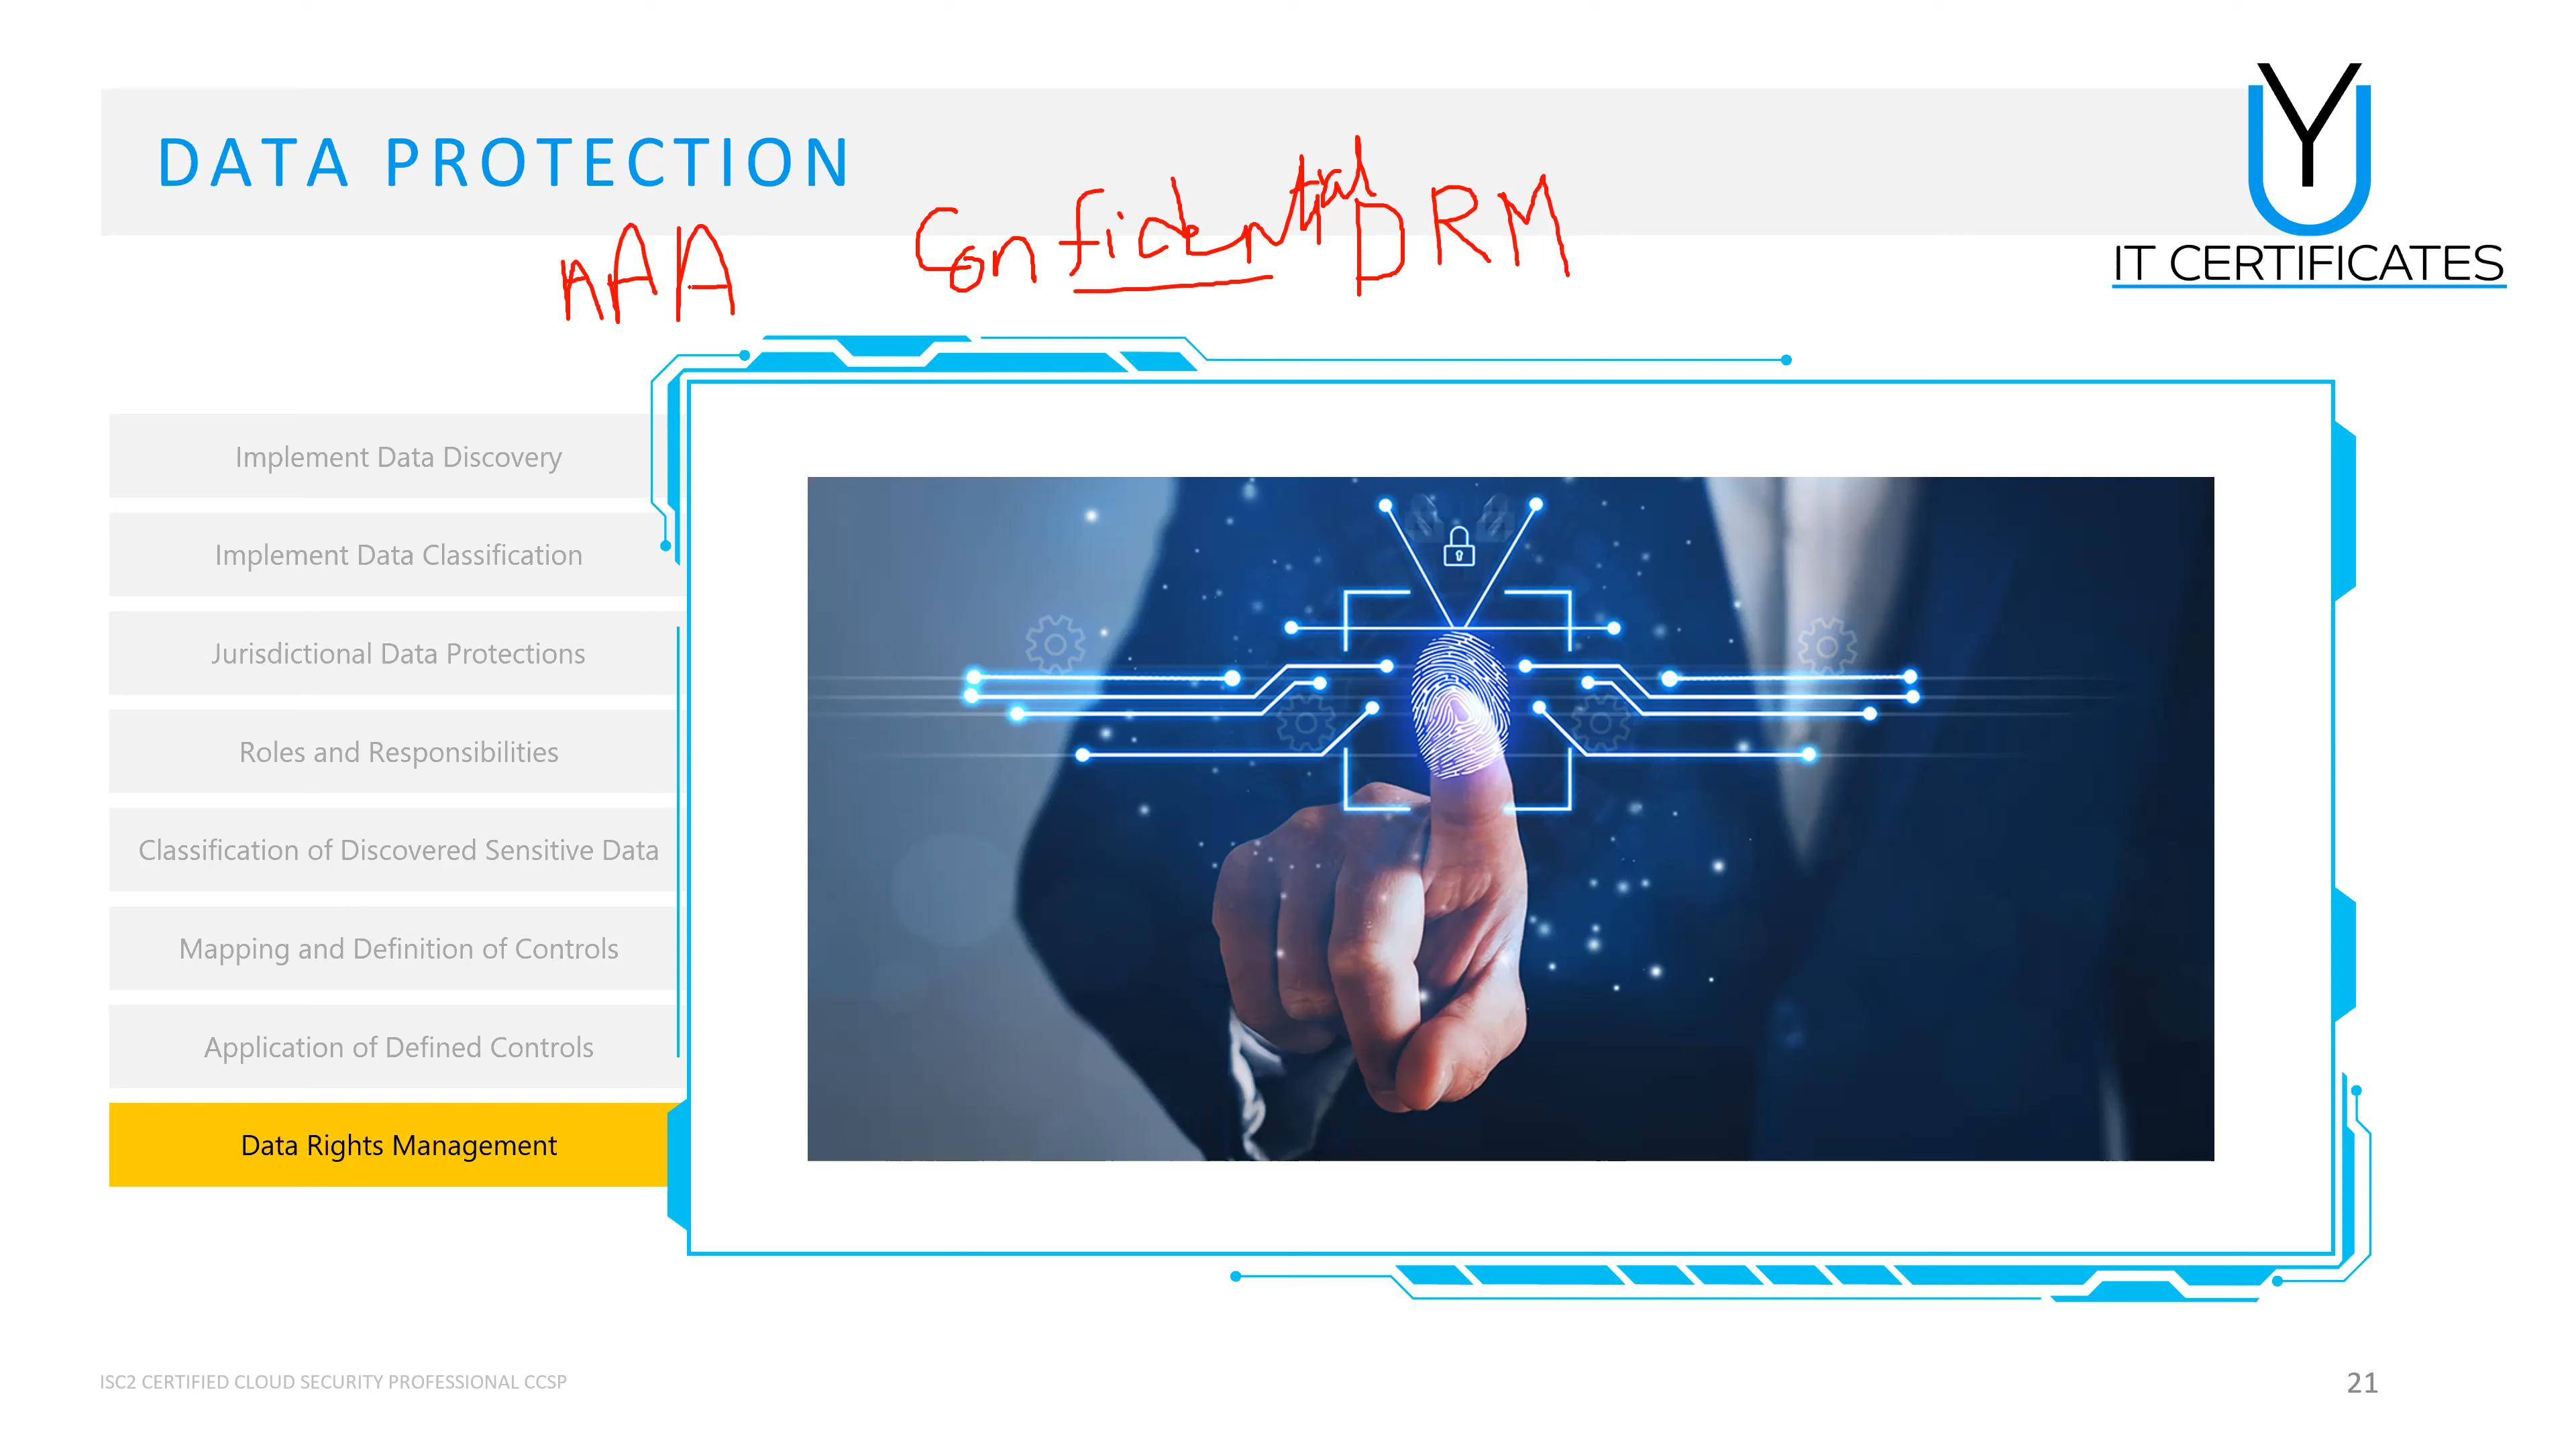 DATA PROTECTION
AAA Confidential DRM
UY
IT CERTIFICATES
Implement Data Discovery
Implement Data Classification
Jurisdictional Data Protections
Roles and Responsibilities
Classification of Discovered Sensitive Data
Mapping and Definition of Controls
Application of Defined Controls
Data Rights Management
ISC2 CERTIFIED CLOUD SECURITY PROFESSIONAL CCSP
21